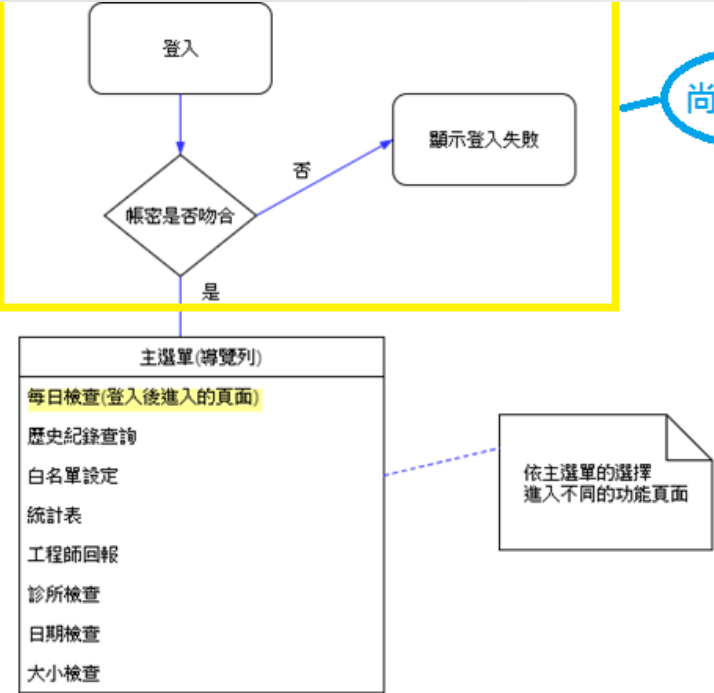 登入
尚
顯示登入失敗
否
帳密是否吻合
是
主選單(導覽列)
每日檢查(登入後進入的頁面)
歷史紀錄查詢
白名單設定
統計表
工程師回報
診所檢查
日期檢查
大小檢查
依主選單的選擇
進入不同的功能頁面